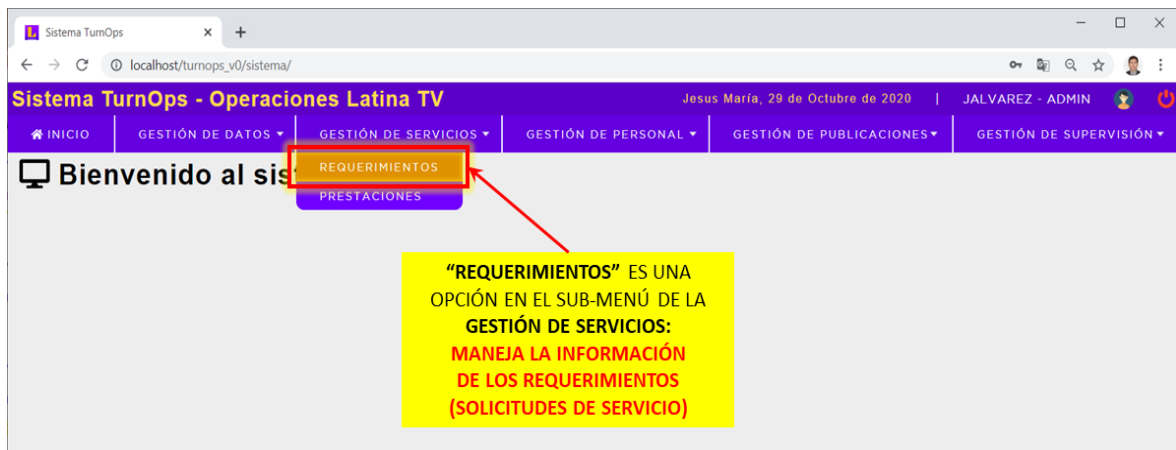 Sistema TurnOps
localhost/turnops_v0/sistema/
Sistema TurnOps - Operaciones Latina TV
Jesus María, 29 de Octubre de 2020 | JALVAREZ - ADMIN
INICIO GESTIÓN DE DATOS GESTIÓN DE SERVICIOS GESTIÓN DE PERSONAL GESTIÓN DE PUBLICACIONES GESTIÓN DE SUPERVISIÓN
Bienvenido al sis
REQUERIMIENTOS
PRESTACIONES
“REQUERIMIENTOS” ES UNA
OPCIÓN EN EL SUB-MENÚ DE LA
GESTIÓN DE SERVICIOS:
MANEJA LA INFORMACIÓN
DE LOS REQUERIMIENTOS
(SOLICITUDES DE SERVICIO)